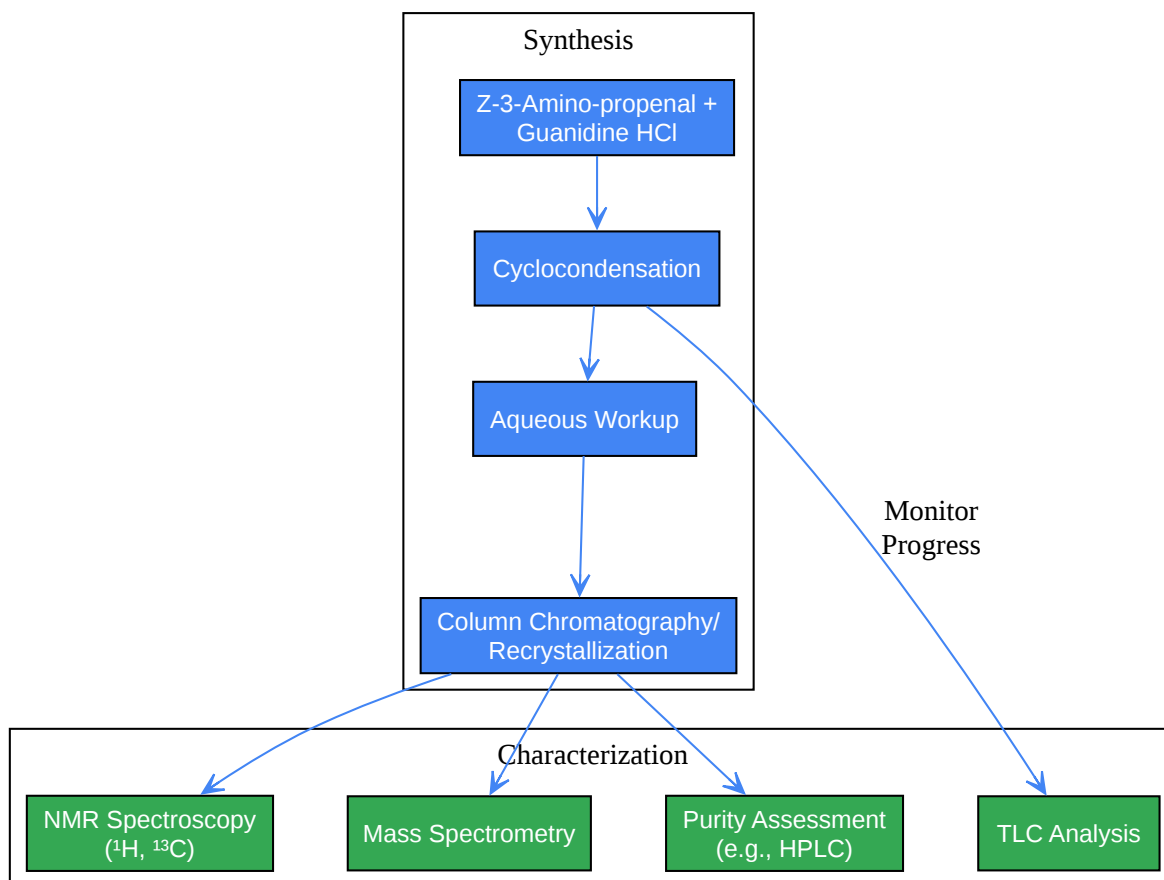 Synthesis
Z-3-Amino-propenal +
Guanidine HCl
Cyclocondensation
Aqueous Workup
Monitor
Progress
Column Chromatography/
Recrystallization
Characterization
NMR Spectroscopy
(¹H, ¹³C)
Mass Spectrometry
Purity Assessment
(e.g., HPLC)
TLC Analysis